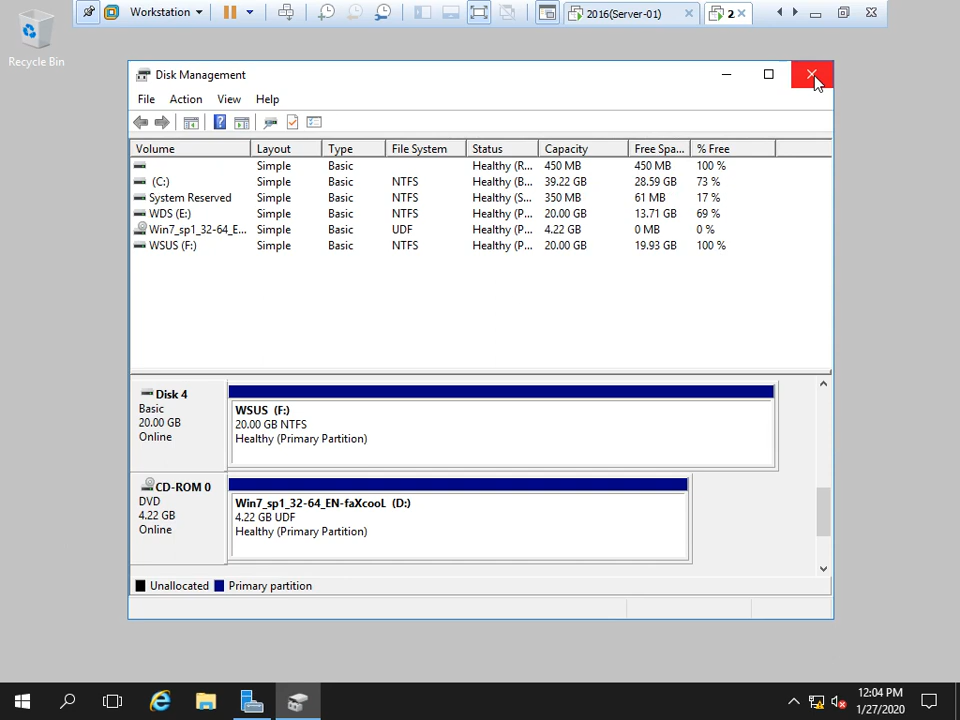 Workstation
2016(Server-01)
2
Recycle Bin
Disk Management
File Action View Help
Volume Layout Type File System Status Capacity Free Spa... % Free
Simple Basic Healthy (R... 450 MB 450 MB 100 %
(C:) Simple Basic NTFS Healthy (B... 39.22 GB 28.59 GB 73 %
System Reserved Simple Basic NTFS Healthy (S... 350 MB 61 MB 17 %
WDS (E:) Simple Basic NTFS Healthy (P... 20.00 GB 13.71 GB 69 %
Win7_sp1_32-64_E... Simple Basic UDF Healthy (P... 4.22 GB 0 MB 0 %
WSUS (F:) Simple Basic NTFS Healthy (P... 20.00 GB 19.93 GB 100 %
Disk 4
Basic
20.00 GB
Online
WSUS (F:)
20.00 GB NTFS
Healthy (Primary Partition)
CD-ROM 0
DVD
4.22 GB
Online
Win7_sp1_32-64_EN-faXcooL (D:)
4.22 GB UDF
Healthy (Primary Partition)
Unallocated Primary partition
12:04 PM
1/27/2020